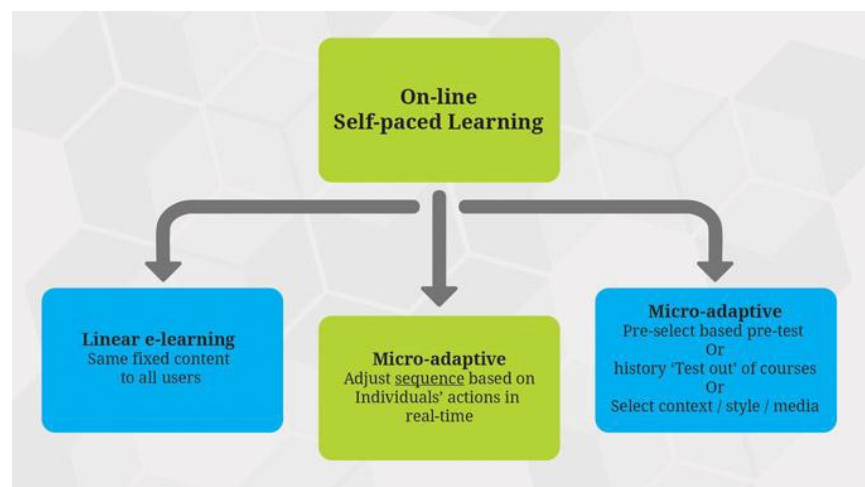 On-line
Self-paced Learning
Linear e-learning
Same fixed content
to all users
Micro-adaptive
Adjust sequence based on
Individuals' actions in
real-time
Micro-adaptive
Pre-select based pre-test
Or
history ‘Test out’ of courses
Or
Select context / style / media